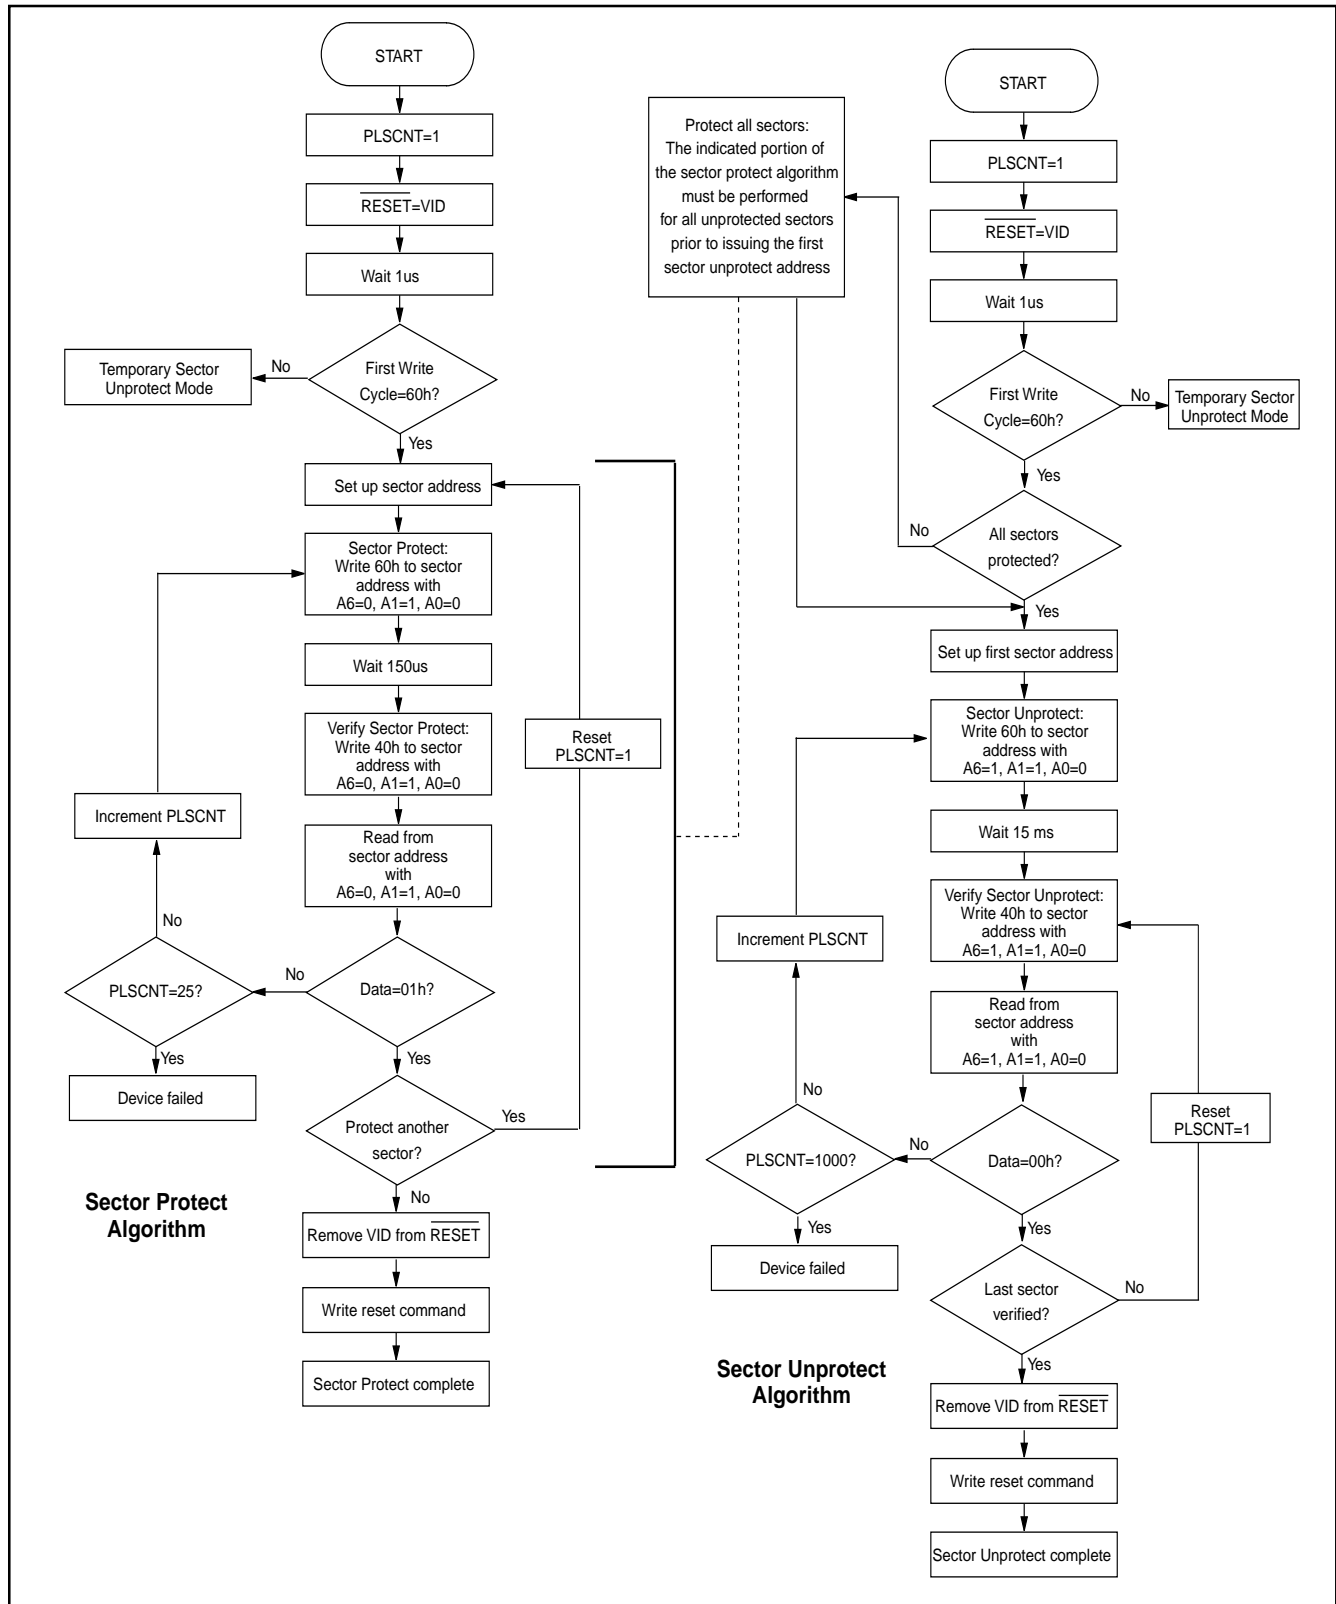 START
PLSCNT=1
RESET=VID
Wait 1us
First Write
Cycle=60h?
No
Temporary Sector
Unprotect Mode
Yes
Set up sector address
Sector Protect:
Write 60h to sector
address with
A6=0, A1=1, A0=0
Wait 150us
Verify Sector Protect:
Write 40h to sector
address with
A6=0, A1=1, A0=0
Reset
PLSCNT=1
Increment PLSCNT
Read from
sector address
with
A6=0, A1=1, A0=0
No
No
PLSCNT=25?
Data=01h?
Yes
Yes
Device failed
Protect another
sector?
Yes
No
Sector Protect
Algorithm
Remove VID from RESET
Write reset command
Sector Protect complete
Protect all sectors:
The indicated portion of
the sector protect algorithm
must be performed
for all unprotected sectors
prior to issuing the first
sector unprotect address
START
PLSCNT=1
RESET=VID
Wait 1us
First Write
Cycle=60h?
No
Temporary Sector
Unprotect Mode
Yes
No
All sectors
protected?
Yes
Set up first sector address
Sector Unprotect:
Write 60h to sector
address with
A6=1, A1=1, A0=0
Wait 15 ms
Verify Sector Unprotect:
Write 40h to sector
address with
A6=1, A1=1, A0=0
Increment PLSCNT
Read from
sector address
with
A6=1, A1=1, A0=0
No
Reset
PLSCNT=1
No
PLSCNT=1000?
Data=00h?
Yes
Yes
Device failed
Last sector
verified?
No
Yes
Sector Unprotect
Algorithm
Remove VID from RESET
Write reset command
Sector Unprotect complete